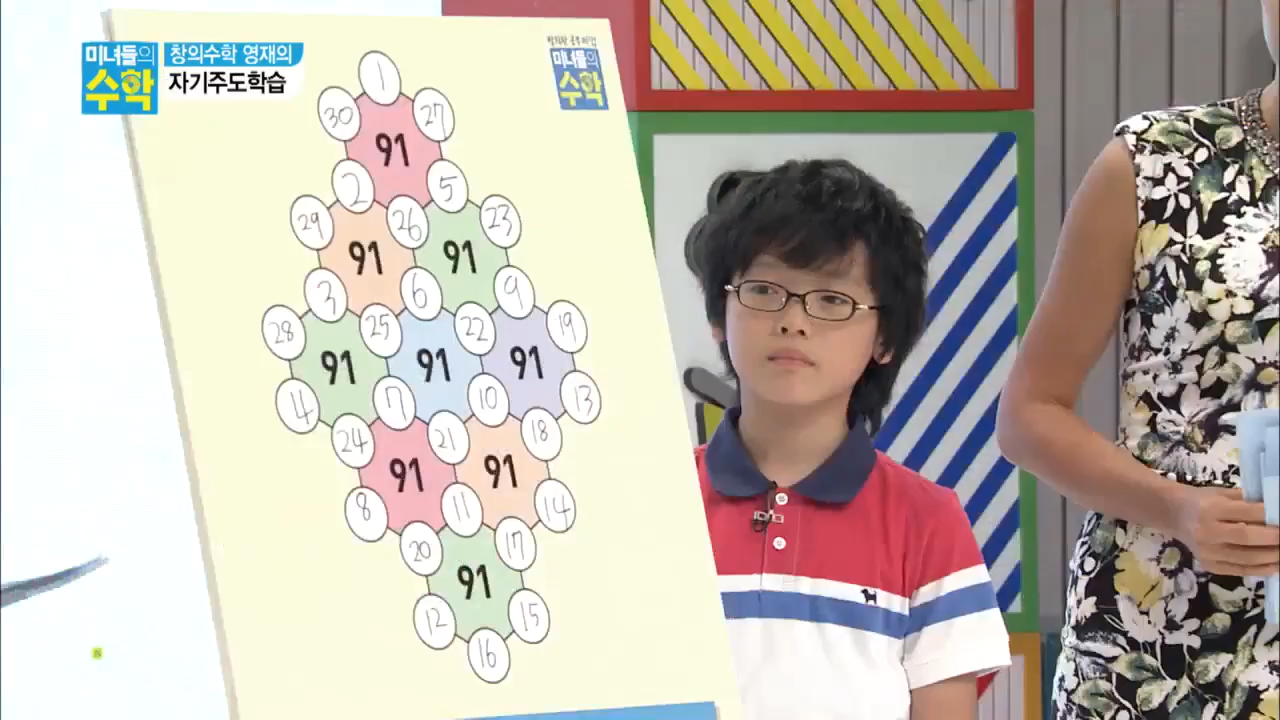 미녀들의
수학
창의수학 영재의
자기주도학습
미녀들의
수학
1
30 27
91
2 5
29 26 23
91 91
3 6 9
28 25 22 19
91 91 91
4 7 10 13
24 21 18
91 91
8 11 14
20 17
91
12 15
16